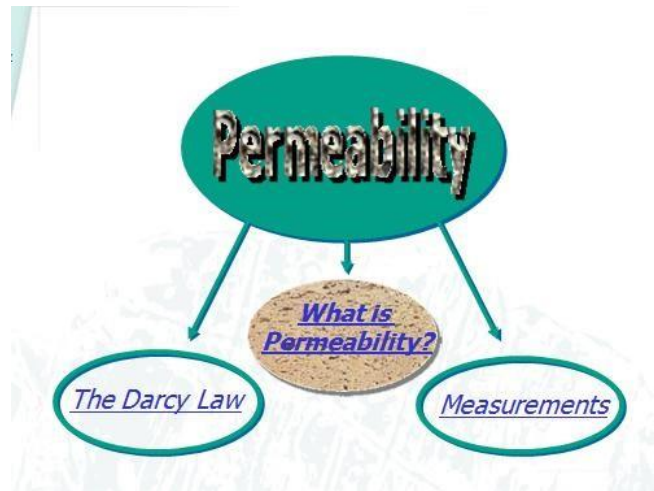 Permeability
What is
Permeability?
The Darcy Law
Measurements